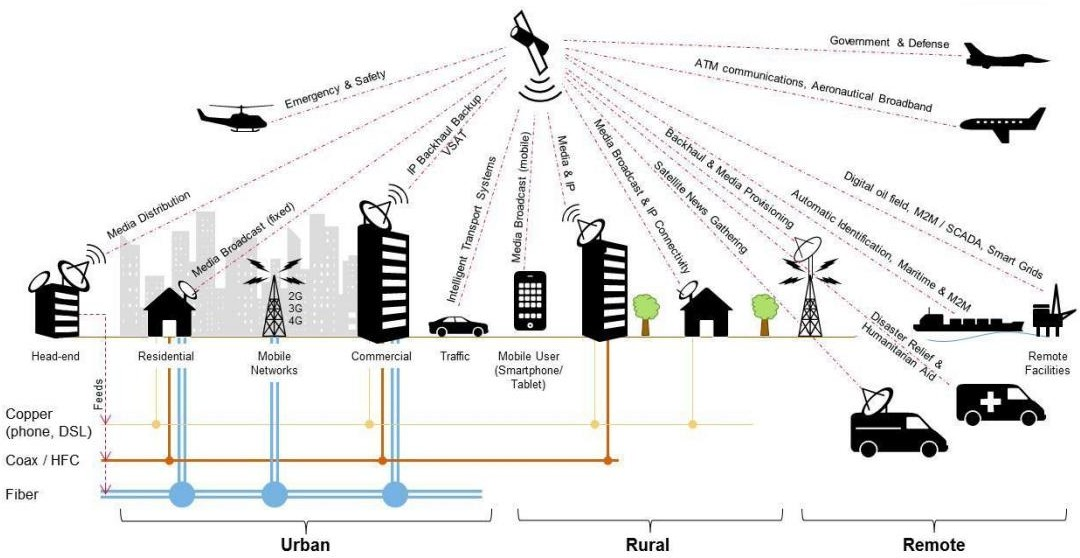 Government & Defense
ATM communications, Aeronautical Broadband
Emergency & Safety
IP Backhaul Backup
VSAT
Media & IP
Media Broadcast (mobile)
Intelligent Transport Systems
Media Broadcast & IP Connectivity
Satellite News Gathering
Backhaul & Media Provisioning
Automatic Identification, Maritime & M2M
Digital oil field, M2M / SCADA, Smart Grids
Media Distribution
Media Broadcast (fixed)
2G
3G
4G
Disaster Relief &
Humanitarian Aid
Head-end
Residential
Mobile
Networks
Commercial
Traffic
Mobile User
(Smartphone/
Tablet)
Remote
Facilities
Feeds
Copper
(phone, DSL)
Coax / HFC
Fiber
Urban
Rural
Remote